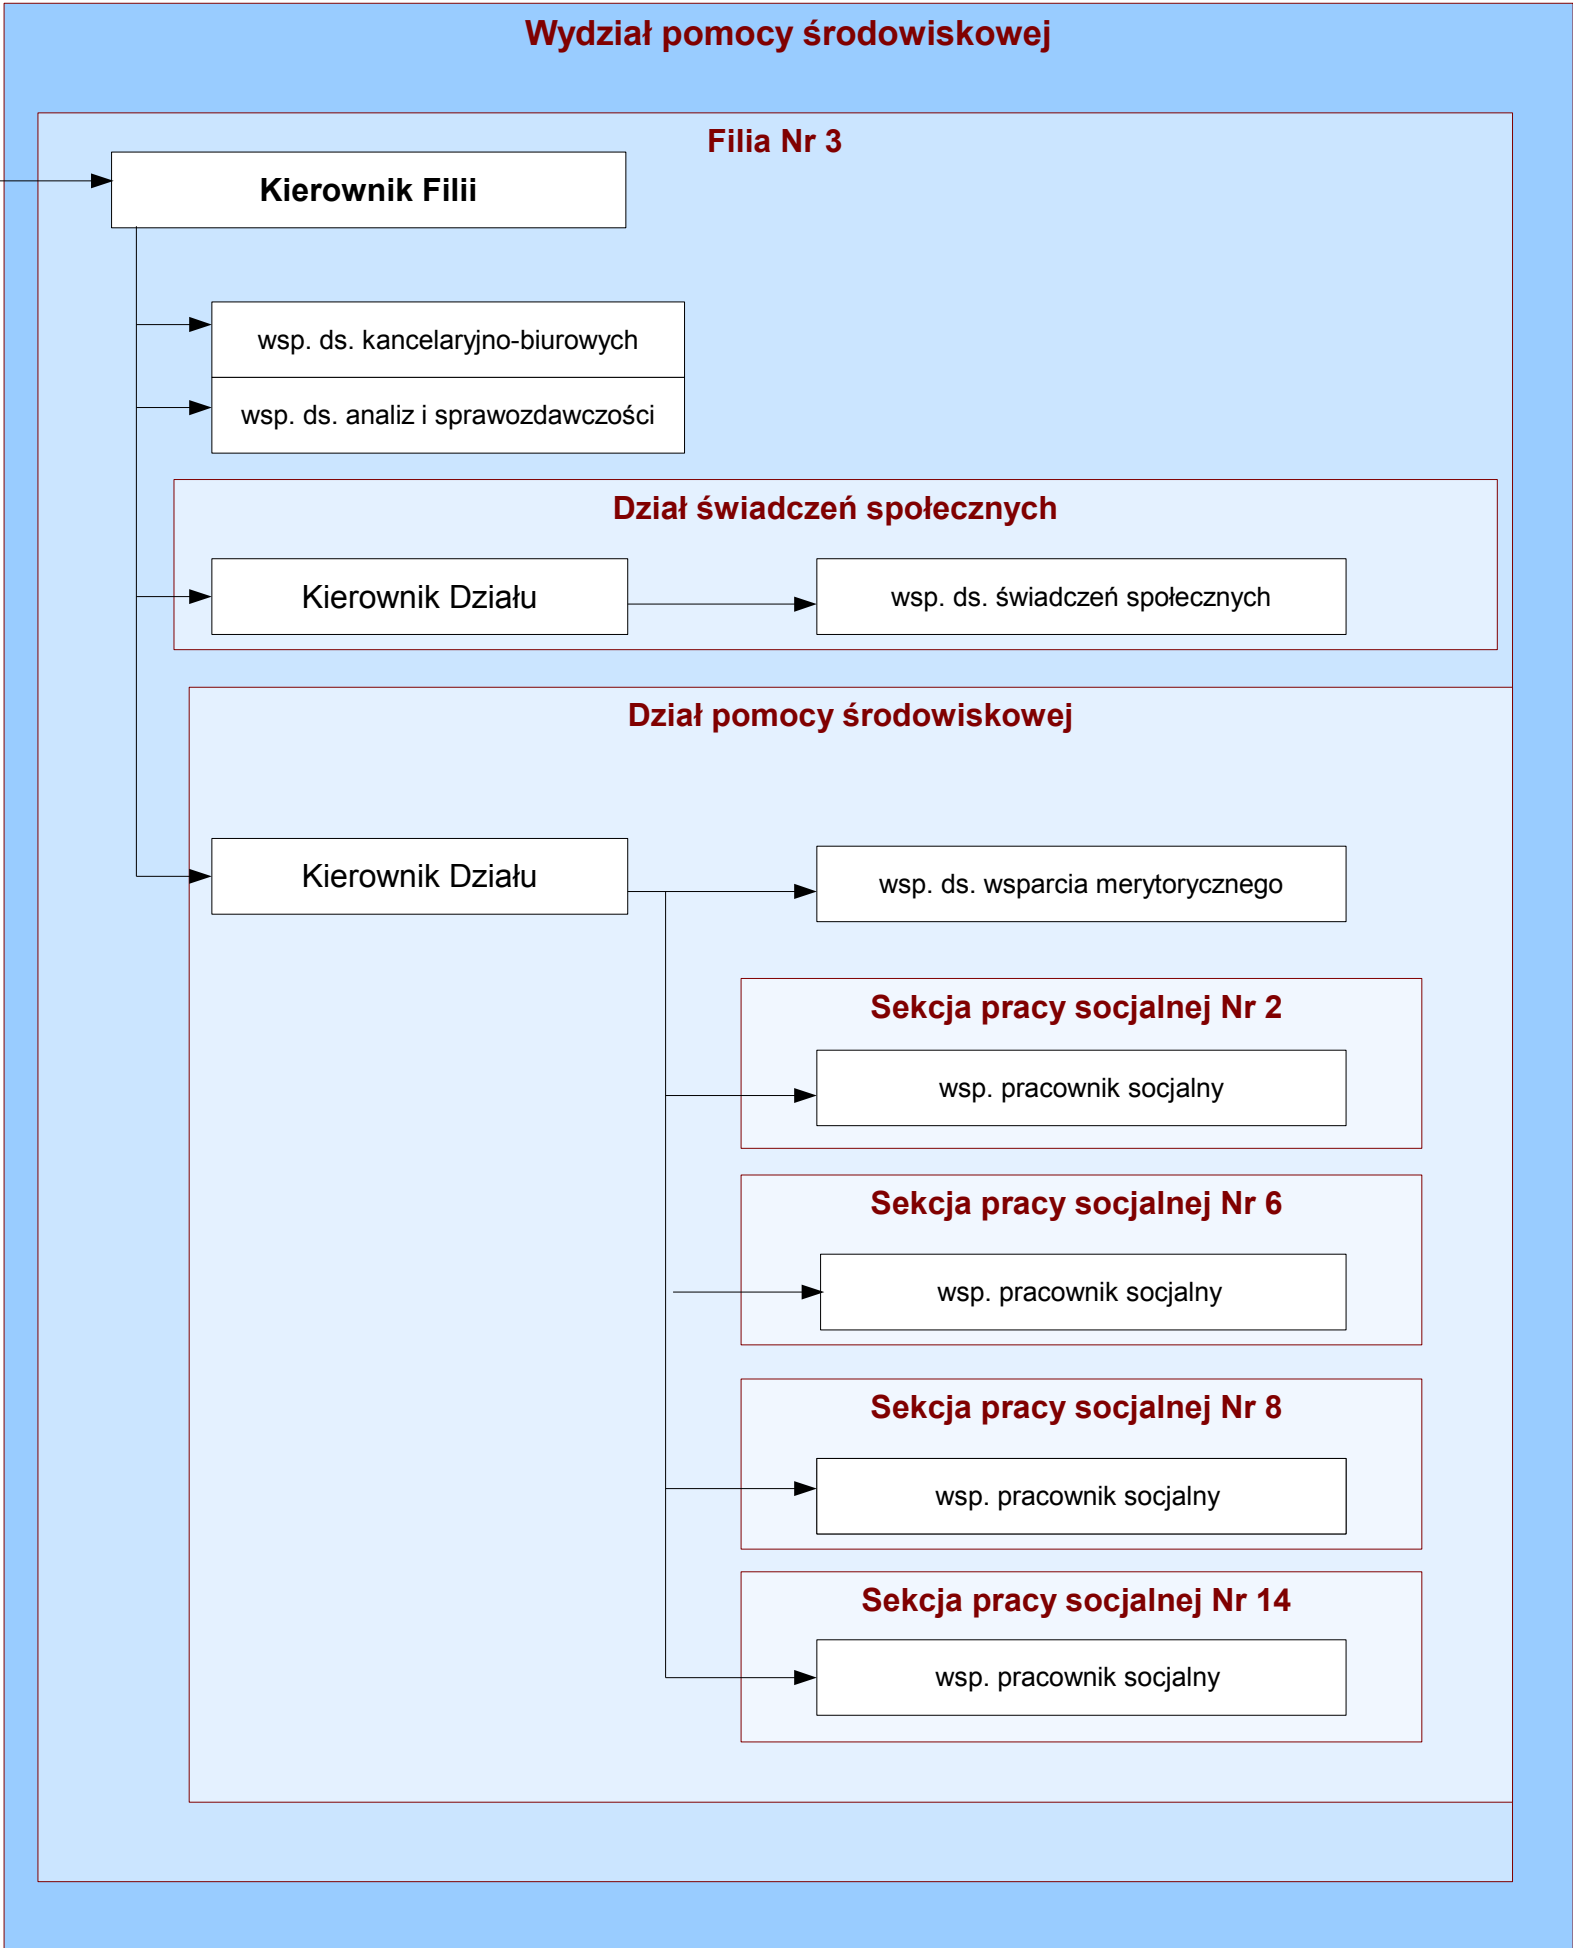 Wydział pomocy środowiskowej
Filia Nr 3
Kierownik Filii
wsp. ds. kancelaryjno-biurowych
wsp. ds. analiz i sprawozdawczości
Dział świadczeń społecznych
Kierownik Działu
wsp. ds. świadczeń społecznych
Dział pomocy środowiskowej
Kierownik Działu
wsp. ds. wsparcia merytorycznego
Sekcja pracy socjalnej Nr 2
wsp. pracownik socjalny
Sekcja pracy socjalnej Nr 6
wsp. pracownik socjalny
Sekcja pracy socjalnej Nr 8
wsp. pracownik socjalny
Sekcja pracy socjalnej Nr 14
wsp. pracownik socjalny